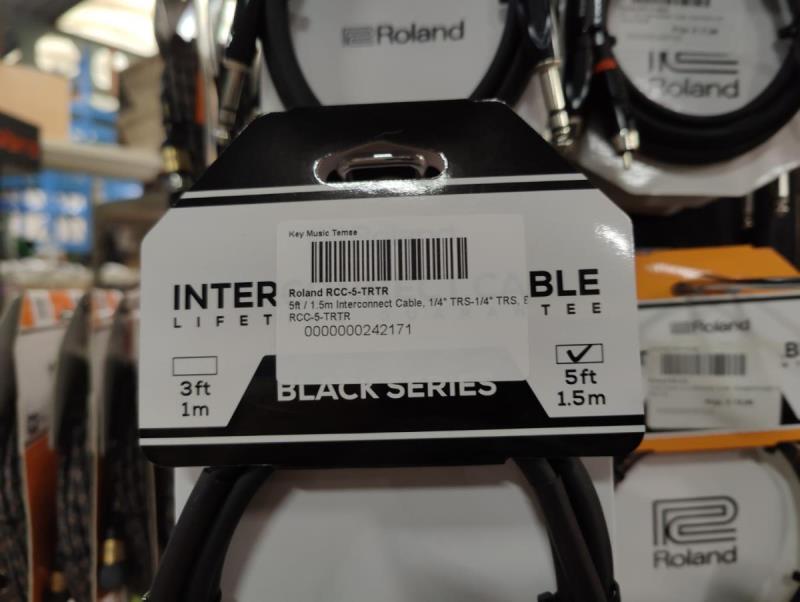 Roland
Roland
Key Music Temse
Roland RCC-5-TRTR
5ft / 1.5m Interconnect Cable, 1/4" TRS-1/4" TRS,
RCC-5-TRTR
0000000242171
INTER
BLE
LIFET
TEE
3ft
1m
5ft
1.5m
BLACK SERIES
Roland
Roland